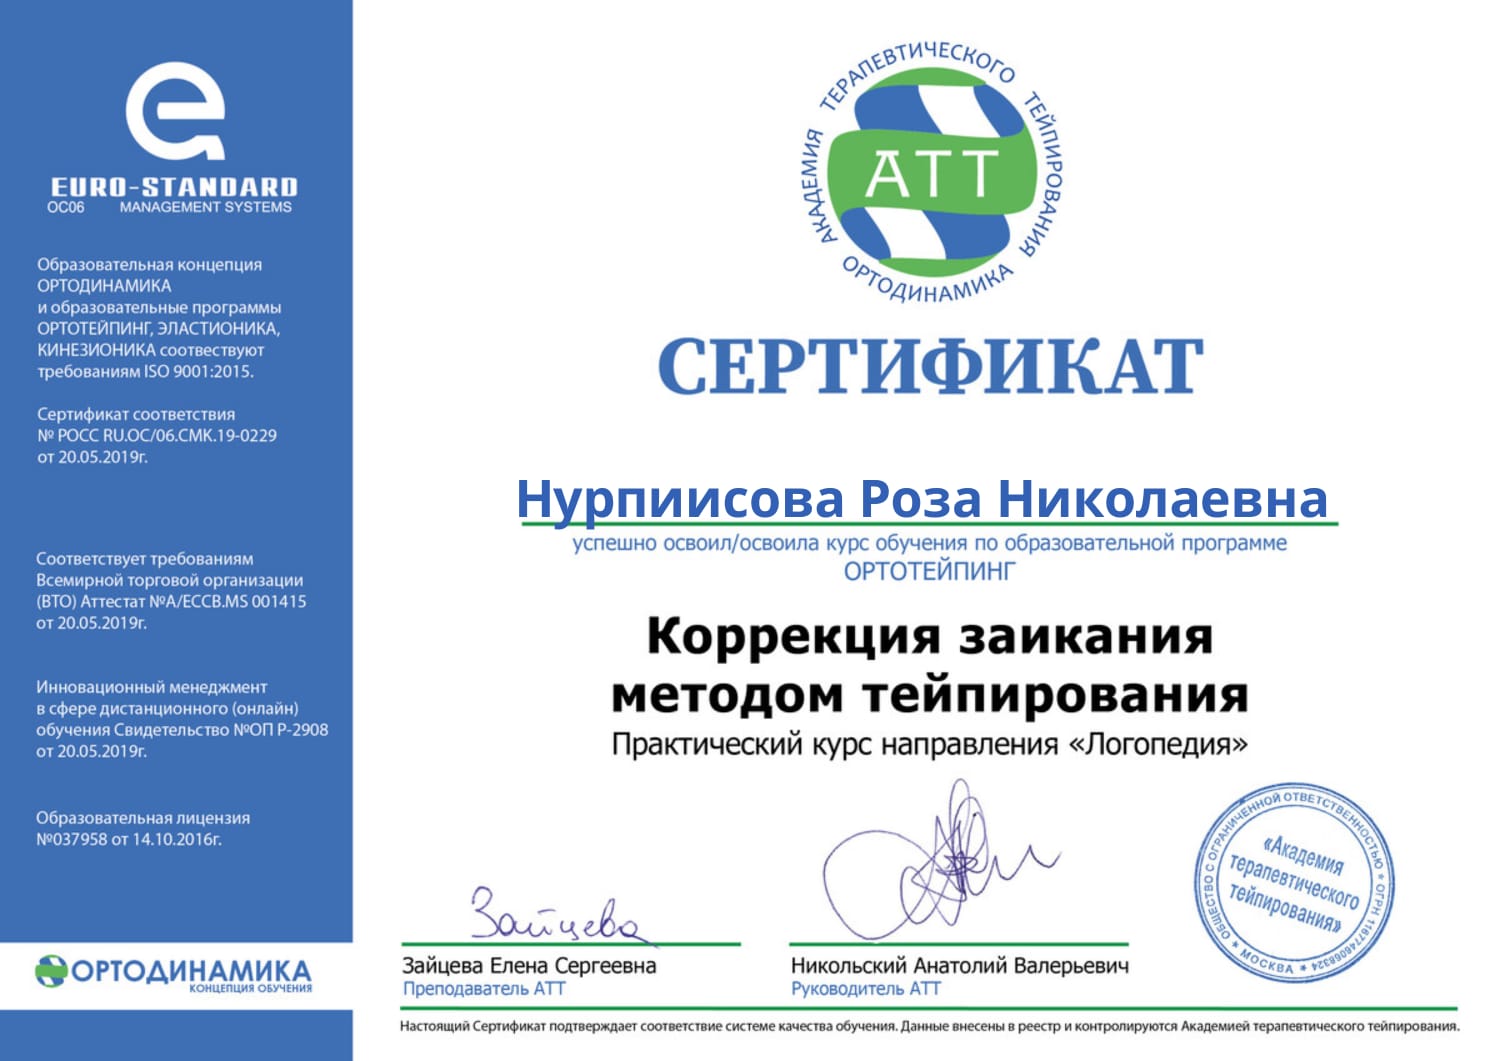 EURO-STANDARD
ОС06 MANAGEMENT SYSTEMS
Образовательная концепция
ОРТОДИНАМИКА
и образовательные программы
ОРТОТЕЙПИНГ, ЭЛАСТИОНИКА,
КИНЕЗИОНИКА соотвествуют
требованиям ISO 9001:2015.
Сертификат соответствия
№ РОСС RU.ОС/06.СМК.19-0229
от 20.05.2019г.
Соответствует требованиям
Всемирной торговой организации
(ВТО) Аттестат №А/ECCB.MS 001415
от 20.05.2019г.
Инновационный менеджмент
в сфере дистанционного (онлайн)
обучения Свидетельство №ОП Р-2908
от 20.05.2019г.
Образовательная лицензия
№037958 от 14.10.2016г.
ОРТОДИНАМИКА
КОНЦЕПЦИЯ ОБУЧЕНИЯ
АКАДЕМИЯ ТЕРАПЕВТИЧЕСКОГО ТЕЙПИРОВАНИЯ
АТТ
ОРТОДИНАМИКА
СЕРТИФИКАТ
Нурпиисова Роза Николаевна
успешно освоил/освоила курс обучения по образовательной программе
ОРТОТЕЙПИНГ
Коррекция заикания
методом тейпирования
Практический курс направления «Логопедия»
Зайцева
Зайцева Елена Сергеевна
Преподаватель АТТ
Никольский Анатолий Валерьевич
Руководитель АТТ
ОБЩЕСТВО С ОГРАНИЧЕННОЙ ОТВЕТСТВЕННОСТЬЮ * ОГРН
* МОСКВА *
«Академия
терапевтического
тейпирования»
Настоящий Сертификат подтверждает соответствие системе качества обучения. Данные внесены в реестр и контролируются Академией терапевтического тейпирования.